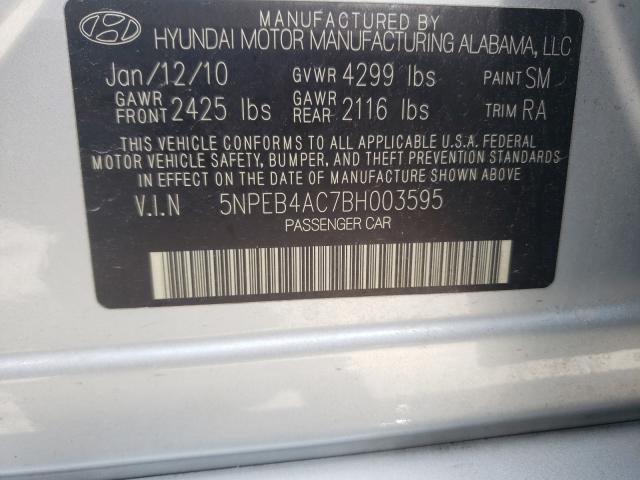 MANUFACTURED BY
HYUNDAI MOTOR MANUFACTURING ALABAMA, LLC
Jan/12/10 GVWR 4299 lbs PAINT SM
GAWR FRONT 2425 lbs GAWR REAR 2116 lbs TRIM RA
THIS VEHICLE CONFORMS TO ALL APPLICABLE U.S.A. FEDERAL
MOTOR VEHICLE SAFETY, BUMPER, AND THEFT PREVENTION STANDARDS
IN EFFECT ON THE DATE OF MANUFACTURE SHOWN ABOVE.
V.I.N 5NPEB4AC7BH003595
PASSENGER CAR